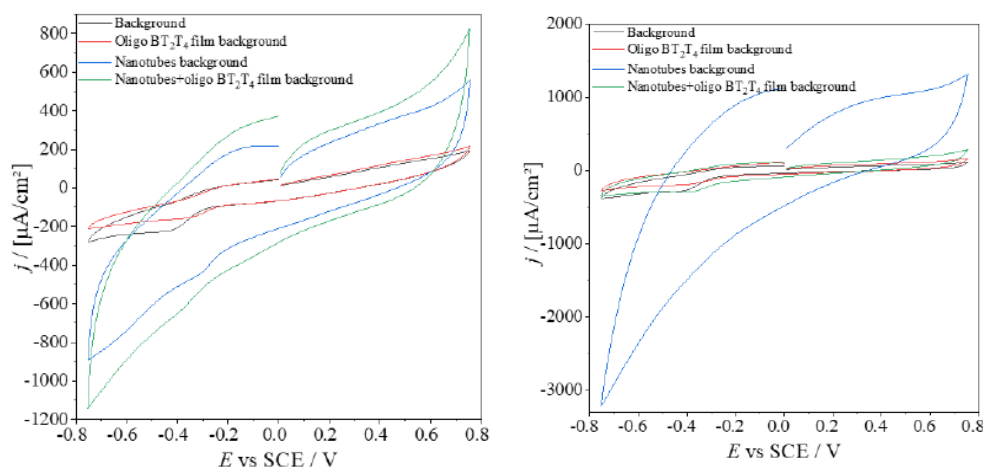 800
600
400
200
0
-200
-400
-600
-800
-1000
-1200
j / [µA/cm²]
Background
Oligo BT₂T₄ film background
Nanotubes background
Nanotubes+oligo BT₂T₄ film background
-0.8 -0.6 -0.4 -0.2 0.0 0.2 0.4 0.6 0.8
E vs SCE / V
2000
1000
0
-1000
-2000
-3000
j / [µA/cm²]
Background
Oligo BT₂T₄ film background
Nanotubes background
Nanotubes+oligo BT₂T₄ film background
-0.8 -0.6 -0.4 -0.2 0.0 0.2 0.4 0.6 0.8
E vs SCE / V